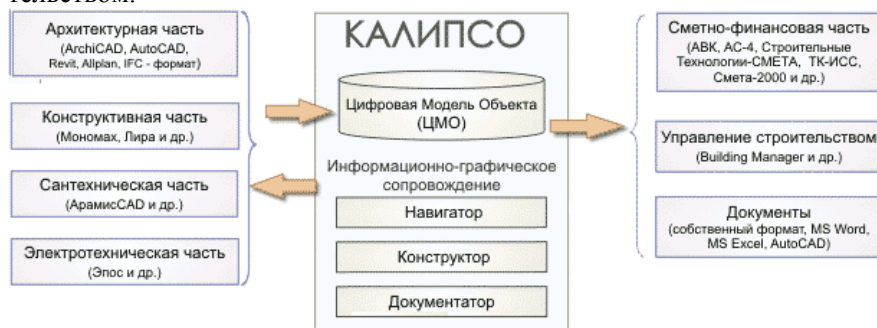 тельством.
Архитектурная часть
(ArchiCAD, AutoCAD,
Revit, Allplan, IFC - формат)
Конструктивная часть
(Мономах, Лира и др.)
Сантехническая часть
(АрамисCAD и др.)
Электротехническая часть
(Эпос и др.)
КАЛИПСО
Цифровая Модель Объекта
(ЦМО)
Информационно-графическое
сопровождение
Навигатор
Конструктор
Документатор
Сметно-финансовая часть
(АВК, АС-4, Строительные
Технологии-СМЕТА, ТК-ИСС,
Смета-2000 и др.)
Управление строительством
(Building Manager и др.)
Документы
(собственный формат, MS Word,
MS Excel, AutoCAD)